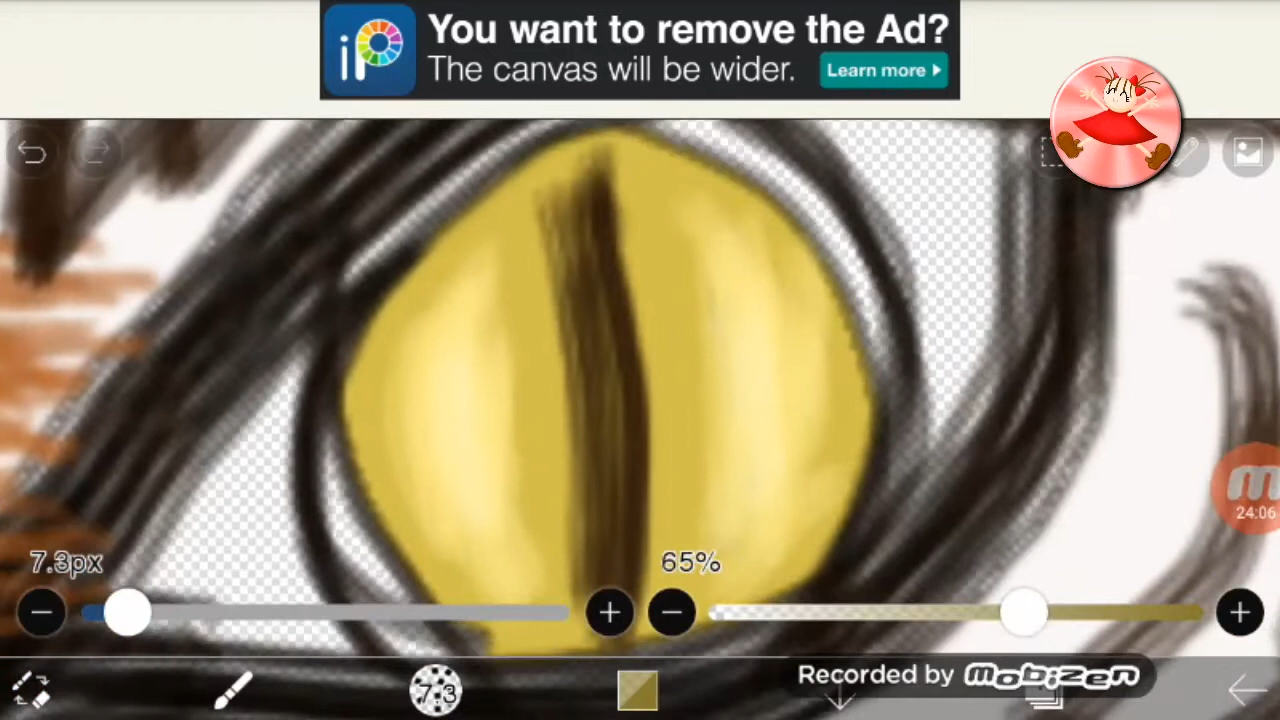 iP
You want to remove the Ad?
The canvas will be wider.
Learn more
24:06
7.3px
65%
7.3
Recorded by mobizen